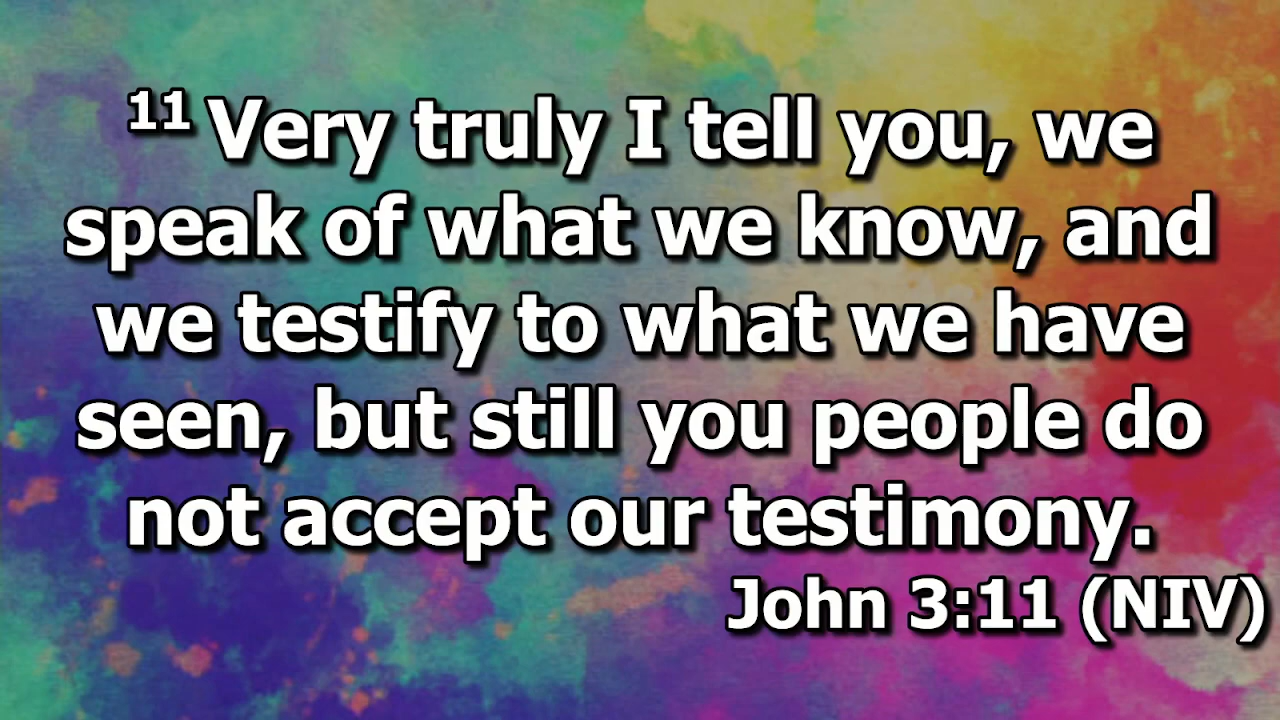 ¹¹ Very truly I tell you, we
speak of what we know, and
we testify to what we have
seen, but still you people do
not accept our testimony.
John 3:11 (NIV)